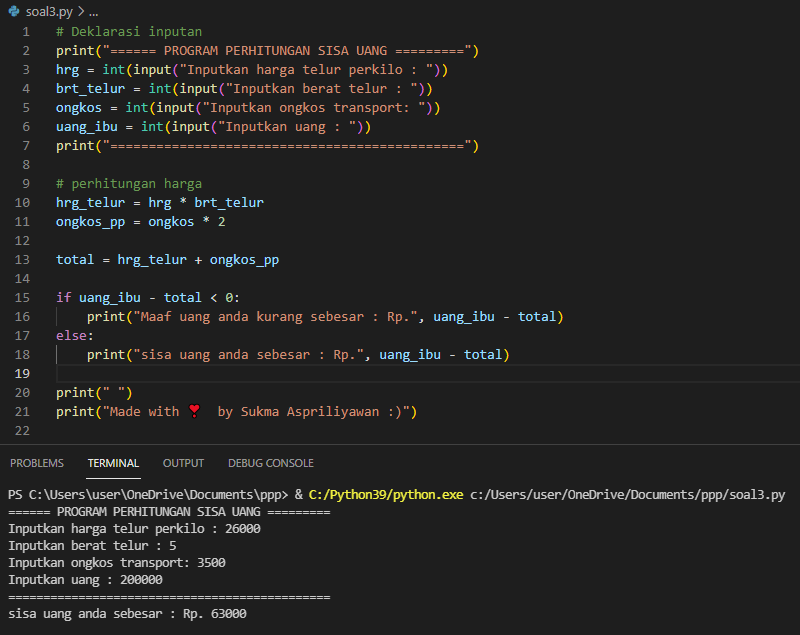 soal3.py > ...
1 # Deklarasi inputan
2 print("====== PROGRAM PERHITUNGAN SISA UANG =========")
3 hrg = int(input("Inputkan harga telur perkilo : "))
4 brt_telur = int(input("Inputkan berat telur : "))
5 ongkos = int(input("Inputkan ongkos transport: "))
6 uang_ibu = int(input("Inputkan uang : "))
7 print("==============================================")
8
9 # perhitungan harga
10 hrg_telur = hrg * brt_telur
11 ongkos_pp = ongkos * 2
12
13 total = hrg_telur + ongkos_pp
14
15 if uang_ibu - total < 0:
16     print("Maaf uang anda kurang sebesar : Rp.", uang_ibu - total)
17 else:
18     print("sisa uang anda sebesar : Rp.", uang_ibu - total)
19
20 print(" ")
21 print("Made with ❣ by Sukma Aspriliyawan :)")
22
PROBLEMS TERMINAL OUTPUT DEBUG CONSOLE
PS C:\Users\user\OneDrive\Documents\ppp> & C:/Python39/python.exe c:/Users/user/OneDrive/Documents/ppp/soal3.py
====== PROGRAM PERHITUNGAN SISA UANG =========
Inputkan harga telur perkilo : 26000
Inputkan berat telur : 5
Inputkan ongkos transport: 3500
Inputkan uang : 200000
==============================================
sisa uang anda sebesar : Rp. 63000